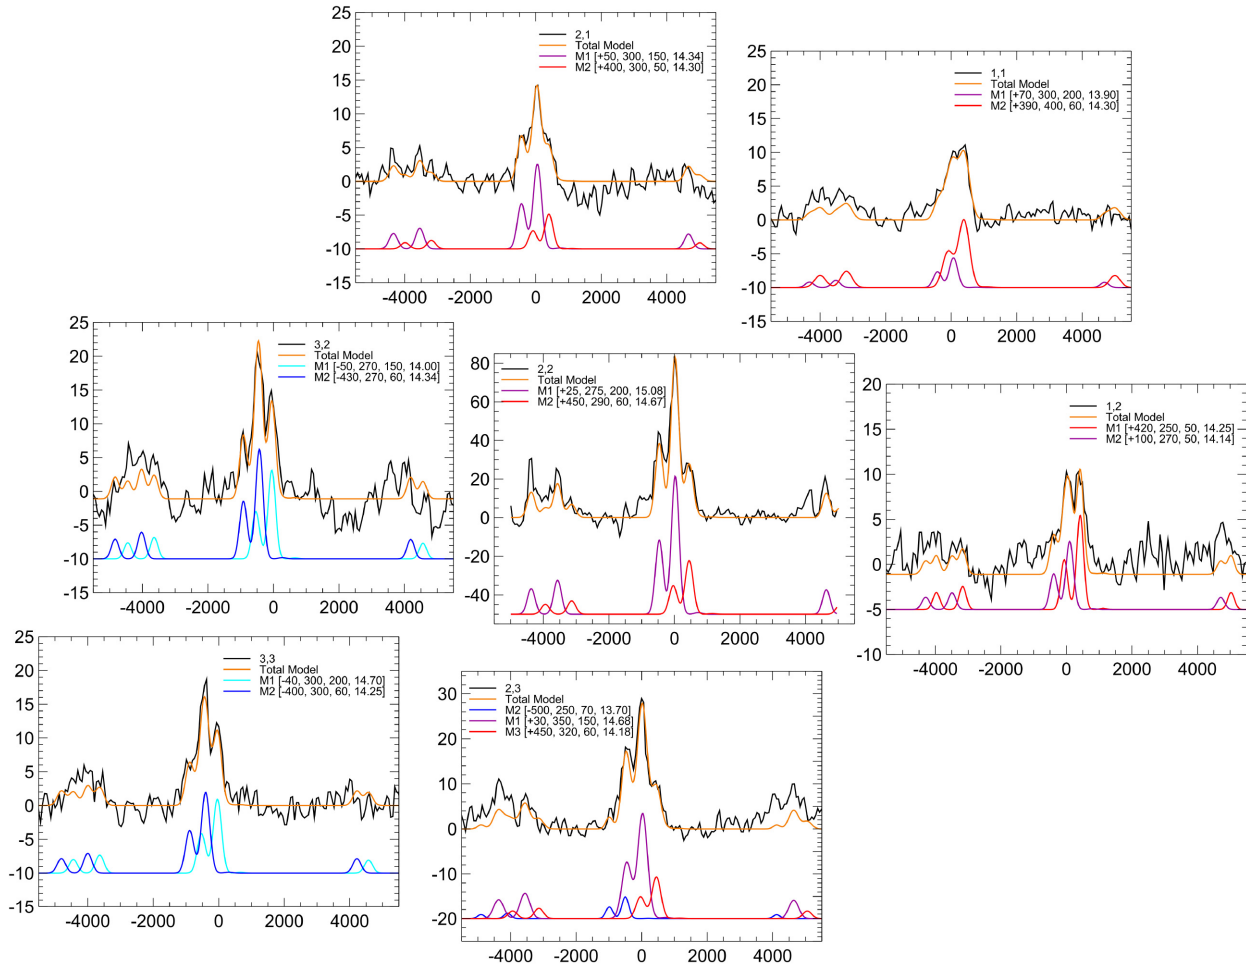 25
20
15
10
5
0
-5
-10
-15
-4000 -2000 0 2000 4000
2,1
Total Model
M1 [+50, 300, 150, 14.34]
M2 [+400, 300, 50, 14.30]
25
20
15
10
5
0
-5
-10
-15
-4000 -2000 0 2000 4000
1,1
Total Model
M1 [+70, 300, 200, 13.90]
M2 [+390, 400, 60, 14.30]
25
20
15
10
5
0
-5
-10
-15
-4000 -2000 0 2000 4000
3,2
Total Model
M1 [-50, 270, 150, 14.00]
M2 [-430, 270, 60, 14.34]
80
60
40
20
0
-20
-40
-4000 -2000 0 2000 4000
2,2
Total Model
M1 [+25, 275, 200, 15.08]
M2 [+450, 290, 60, 14.67]
20
15
10
5
0
-5
-10
-4000 -2000 0 2000 4000
1,2
Total Model
M1 [+420, 250, 50, 14.25]
M2 [+100, 270, 50, 14.14]
25
20
15
10
5
0
-5
-10
-15
-4000 -2000 0 2000 4000
3,3
Total Model
M1 [-40, 300, 200, 14.70]
M2 [-400, 300, 60, 14.25]
30
20
10
0
-10
-20
-4000 -2000 0 2000 4000
2,3
Total Model
M2 [-500, 250, 70, 13.70]
M1 [+30, 350, 150, 14.68]
M3 [+450, 320, 60, 14.18]